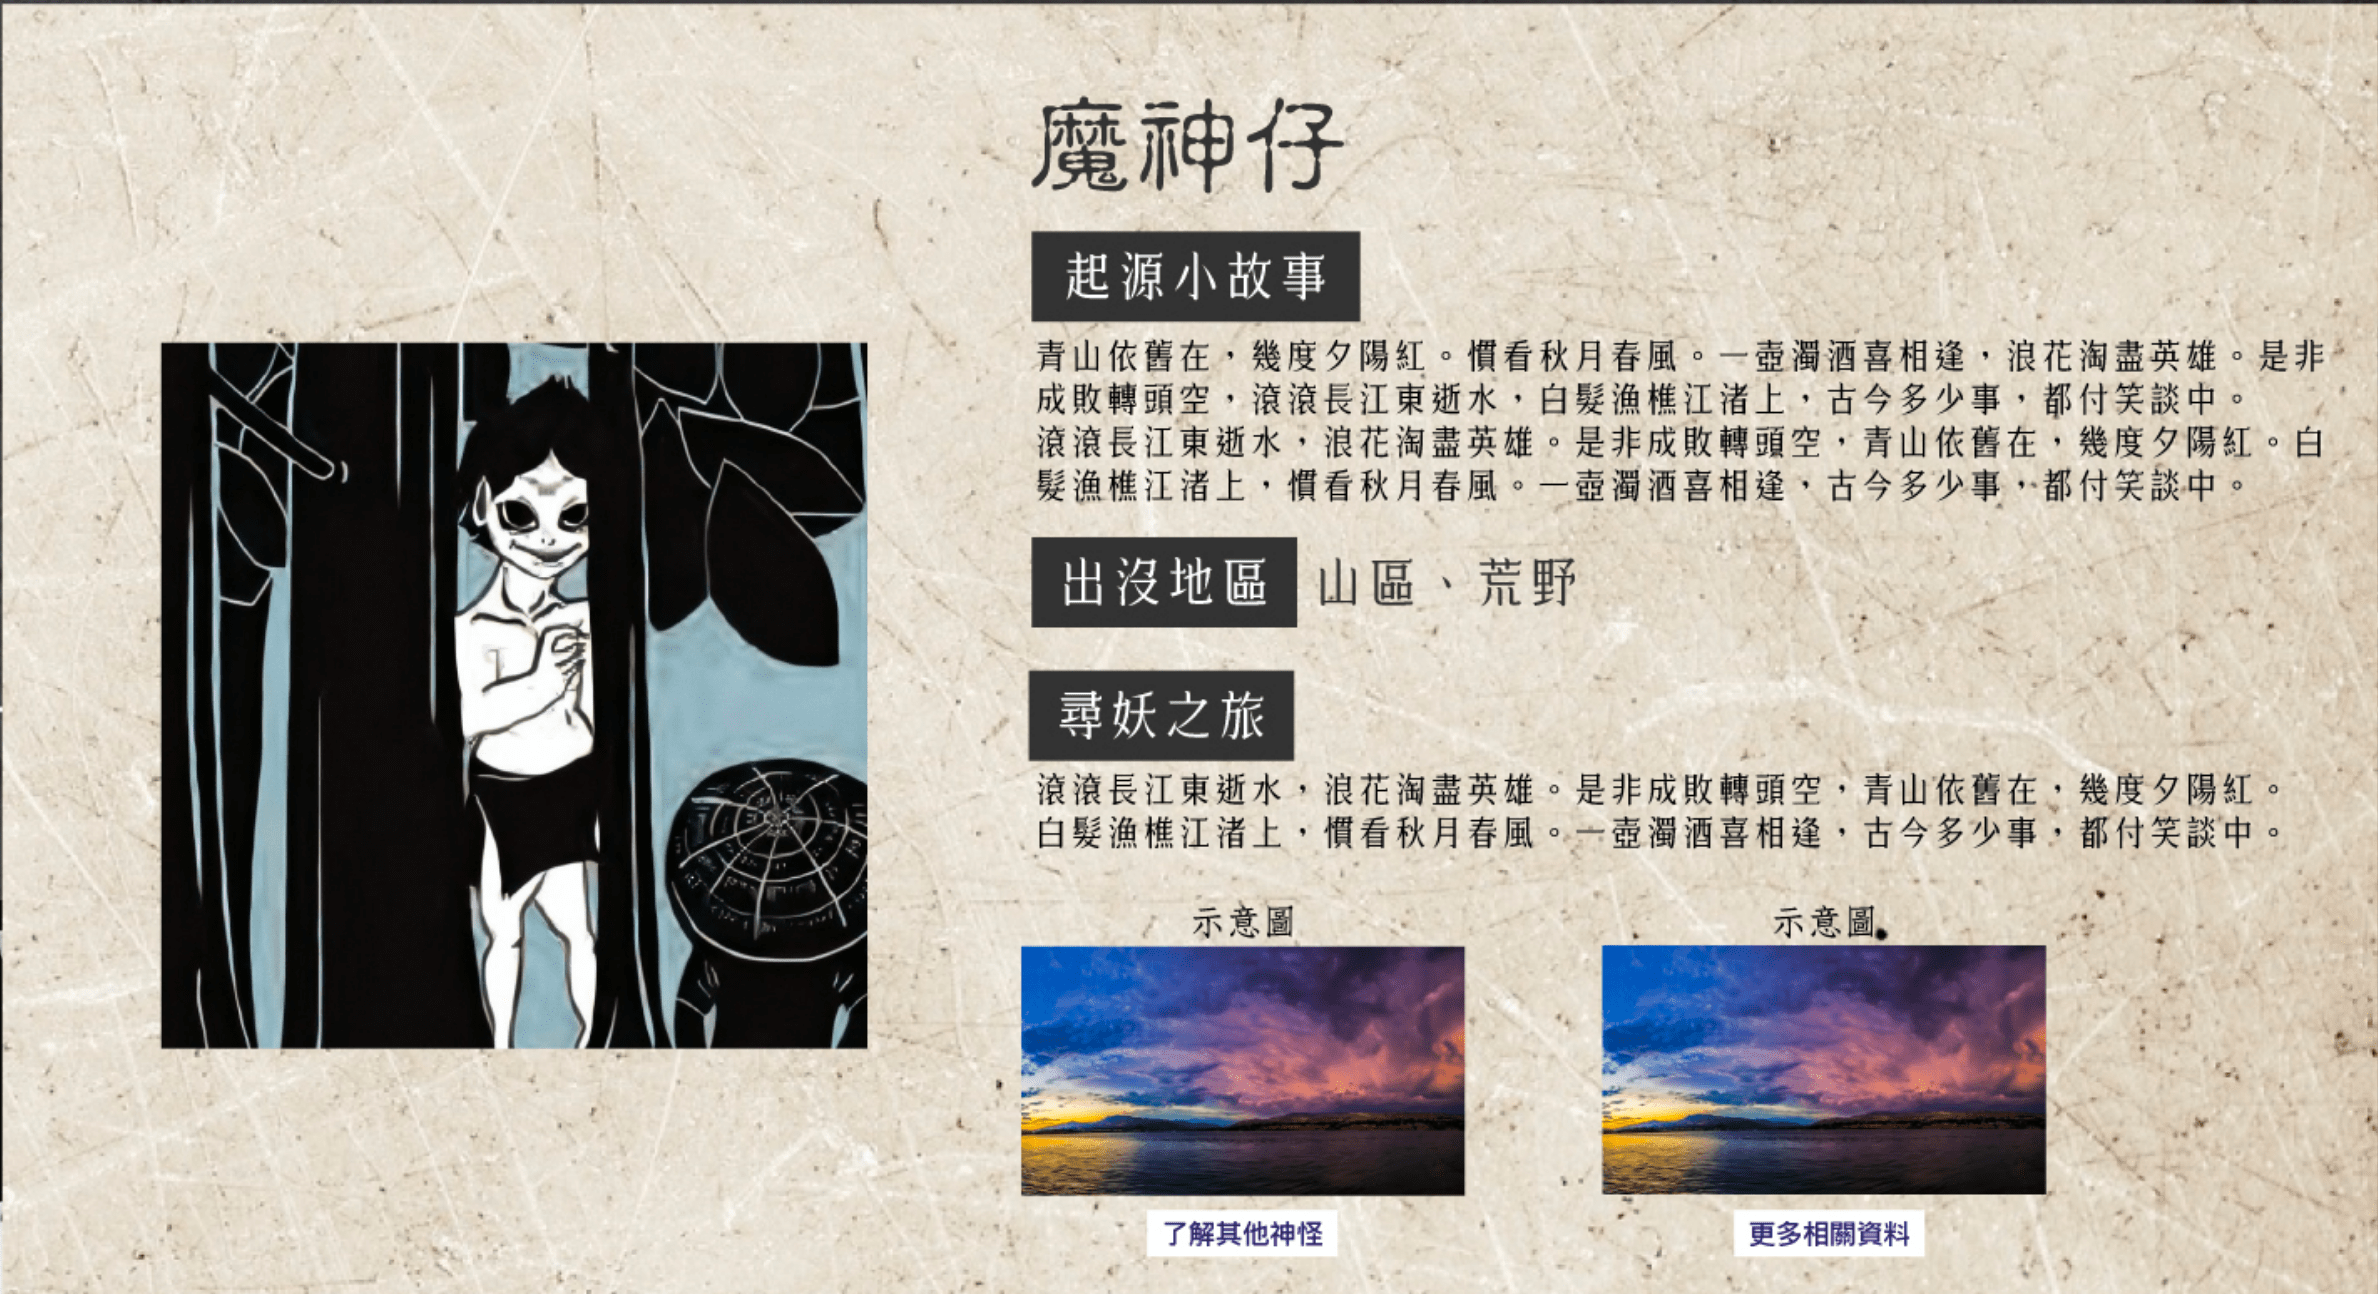 魔神仔
起源小故事
青山依舊在，幾度夕陽紅。慣看秋月春風。一壺濁酒喜相逢，浪花淘盡英雄。是非
成敗轉頭空，滾滾長江東逝水，白髮漁樵江渚上，古今多少事，都付笑談中。
滾滾長江東逝水，浪花淘盡英雄。是非成敗轉頭空，青山依舊在，幾度夕陽紅。白
髮漁樵江渚上，慣看秋月春風。一壺濁酒喜相逢，古今多少事，都付笑談中。
出沒地區 山區、荒野
尋妖之旅
滾滾長江東逝水，浪花淘盡英雄。是非成敗轉頭空，青山依舊在，幾度夕陽紅。
白髮漁樵江渚上，慣看秋月春風。一壺濁酒喜相逢，古今多少事，都付笑談中。
示意圖
示意圖
了解其他神怪
更多相關資料